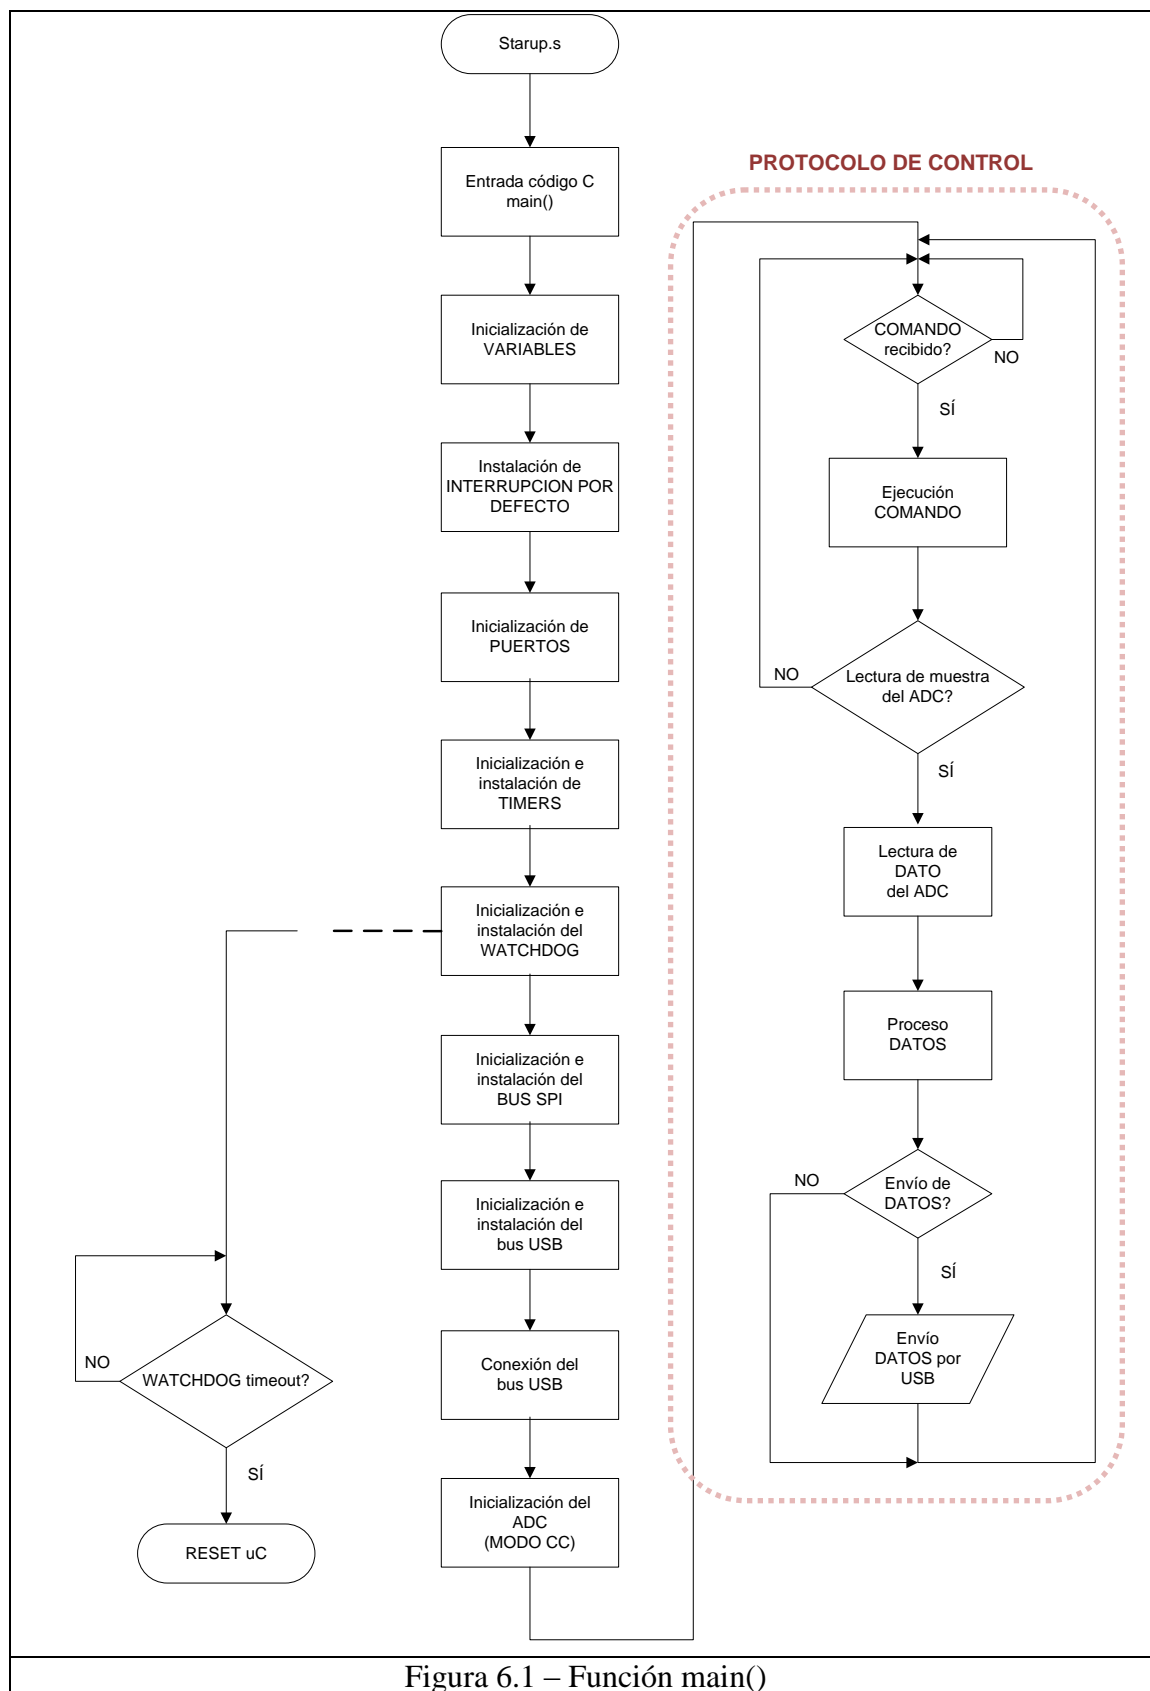 Starup.s
Entrada código C
main()
Inicialización de
VARIABLES
Instalación de
INTERRUPCION POR
DEFECTO
Inicialización de
PUERTOS
Inicialización e
instalación de
TIMERS
Inicialización e
instalación del
WATCHDOG
Inicialización e
instalación del
BUS SPI
Inicialización e
instalación del
bus USB
Conexión del
bus USB
Inicialización del
ADC
(MODO CC)
NO
WATCHDOG timeout?
SÍ
RESET uC
PROTOCOLO DE CONTROL
COMANDO
recibido?
NO
SÍ
Ejecución
COMANDO
NO
Lectura de muestra
del ADC?
SÍ
Lectura de
DATO
del ADC
Proceso
DATOS
NO
Envío de
DATOS?
SÍ
Envío
DATOS por
USB
Figura 6.1 – Función main()